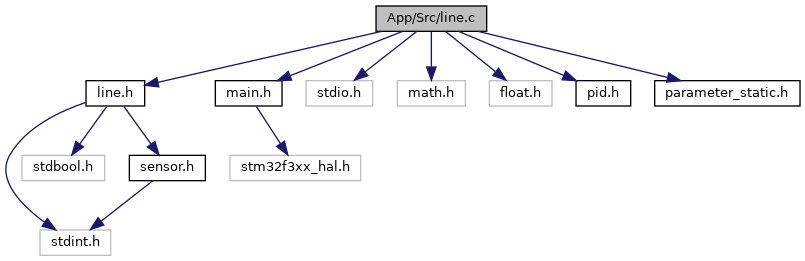 App/Src/line.c
line.h
main.h
stdio.h
math.h
float.h
pid.h
parameter_static.h
stdbool.h
sensor.h
stm32f3xx_hal.h
stdint.h